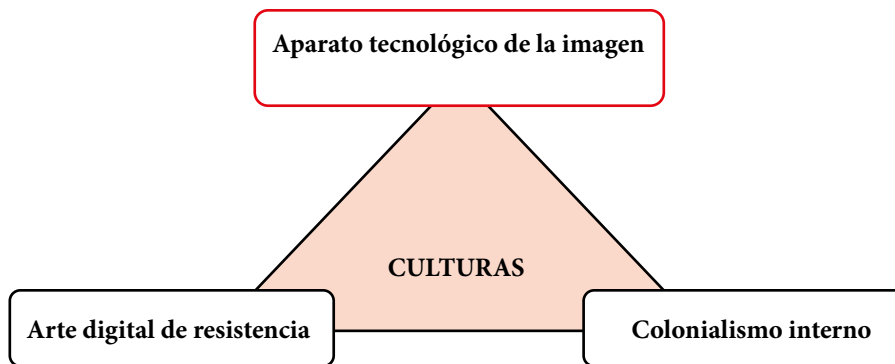 Aparato tecnológico de la imagen
CULTURAS
Arte digital de resistencia
Colonialismo interno